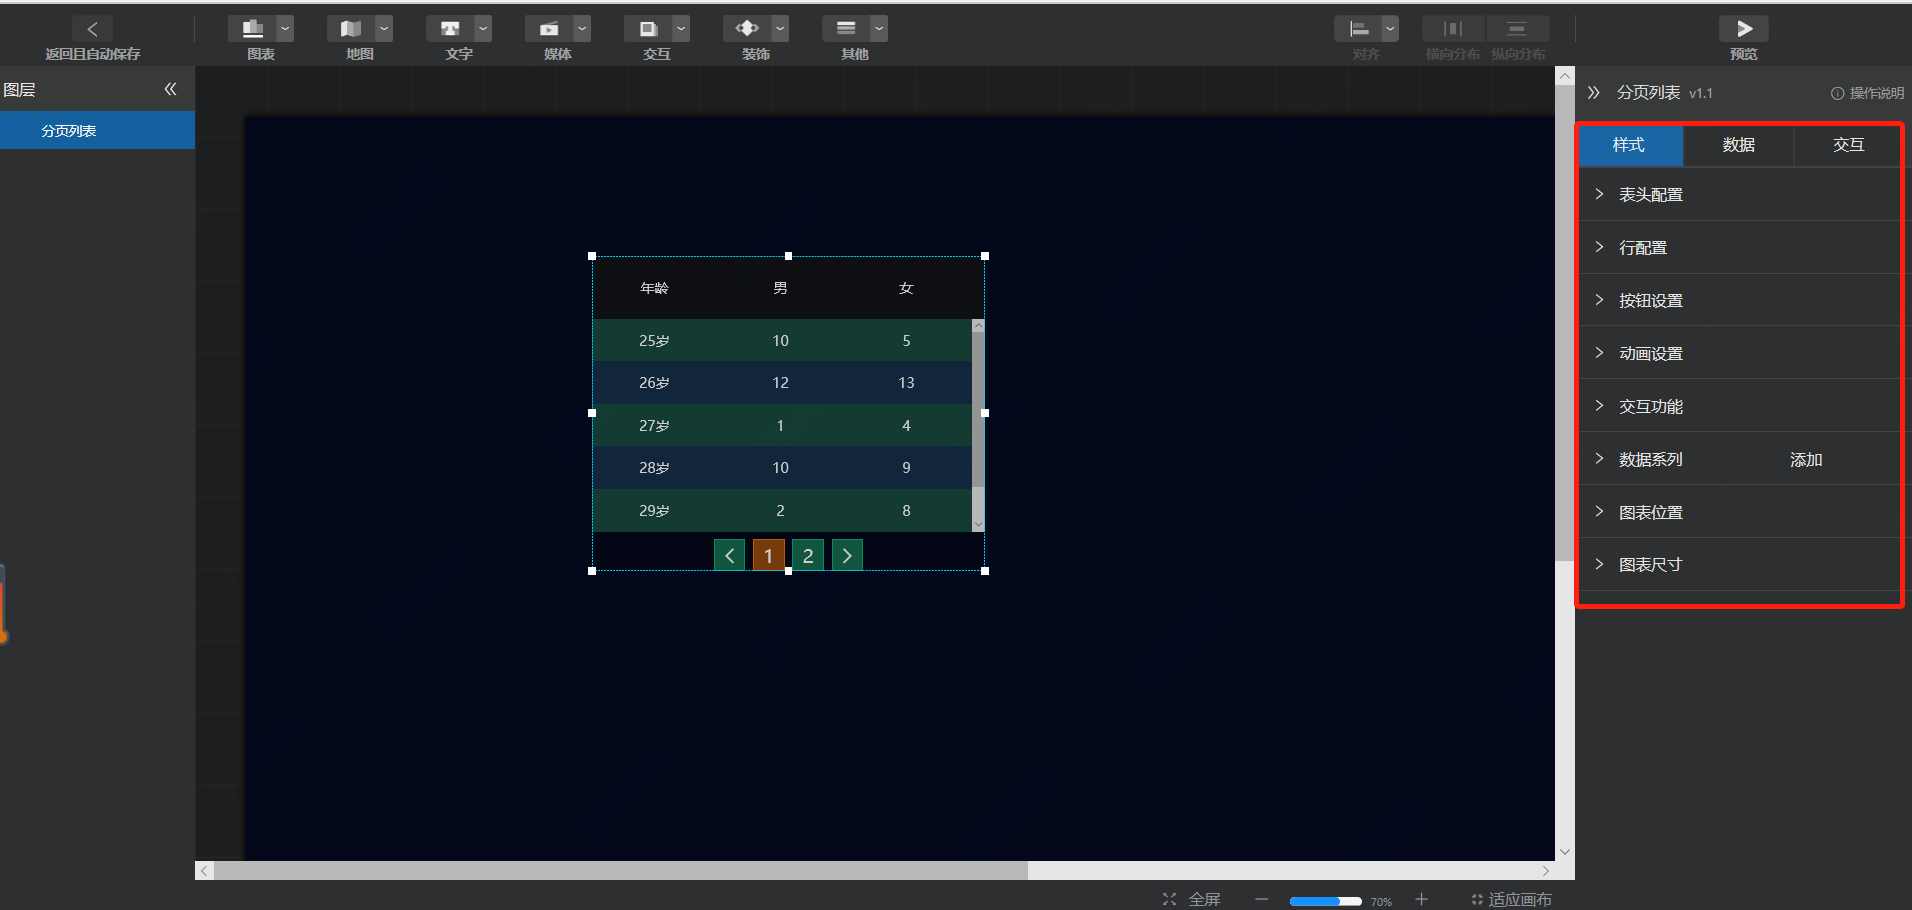 返回且自动保存
图表 地图 文字 媒体 交互 装饰 其他
对齐 横向分布 纵向分布 预览
图层
分页列表
分页列表 v1.1 操作说明
样式 数据 交互
表头配置
行配置
按钮设置
动画设置
交互功能
数据系列 添加
图表位置
图表尺寸
年龄 男 女
25岁 10 5
26岁 12 13
27岁 1 4
28岁 10 9
29岁 2 8
1 2
全屏 70% 适应画布